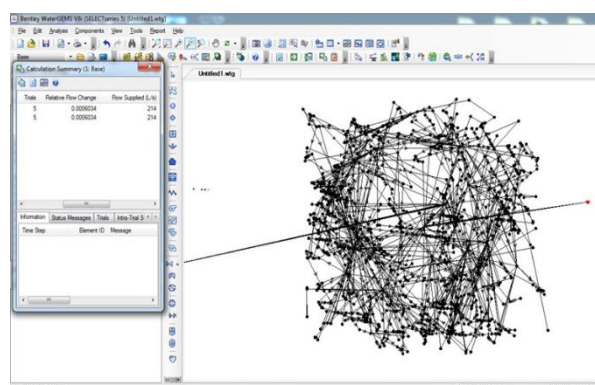 Bentley WaterGEMS V8i (SELECTseries 5) [Untitled1.wtg]
File Edit Analysis Components View Tools Report Help
Base
Calculation Summary (1: Base)
Untitled1.wtg
Trials Relative Flow Change Flow Supplied (L/s)
5 0.0006034 214
5 0.0006034 214
Information Status Messages Trials Intra-Trial S
Time Step Element ID Message